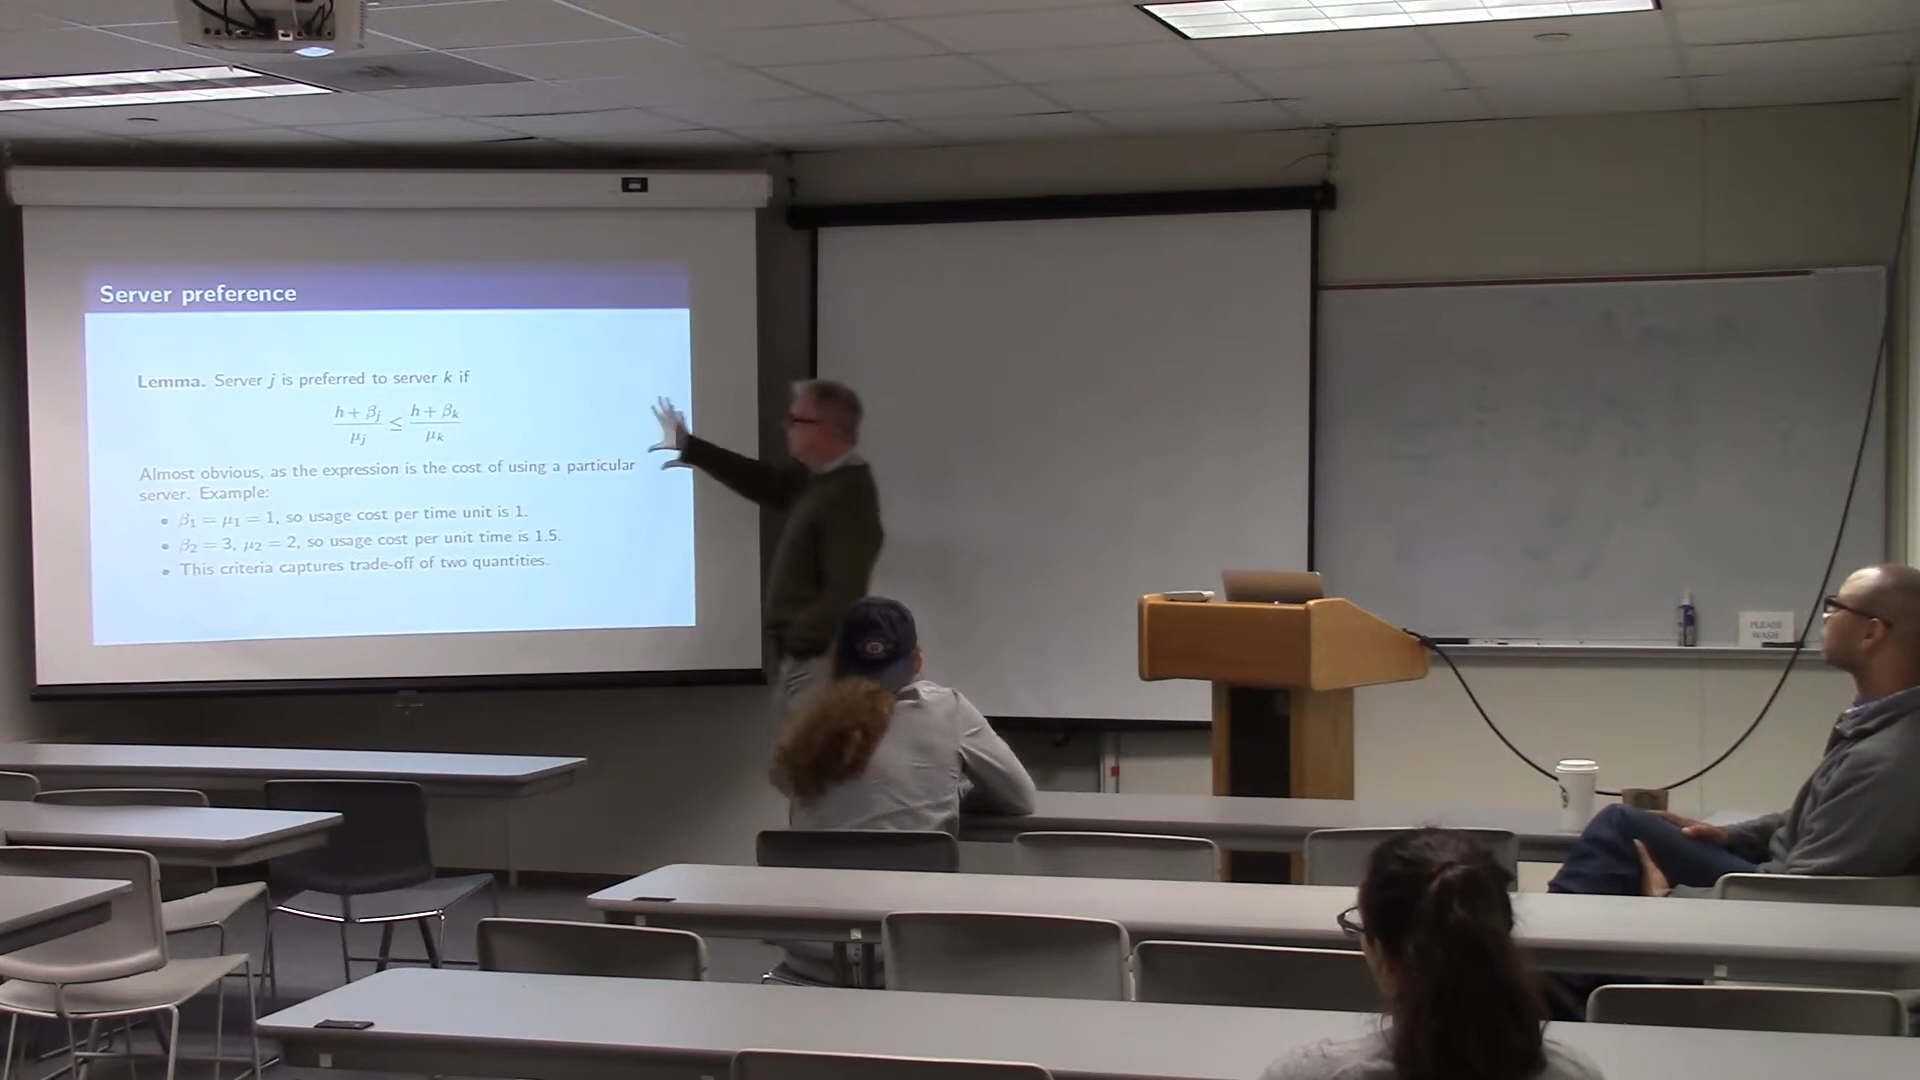 Server preference
Lemma. Server j is preferred to server k if
(h + βj)/μj ≤ (h + βk)/μk
Almost obvious, as the expression is the cost of using a particular
server. Example:
• β1 = μ1 = 1, so usage cost per time unit is 1.
• β2 = 3, μ2 = 2, so usage cost per unit time is 1.5.
• This criteria captures trade-off of two quantities.
PLEASE
WASH